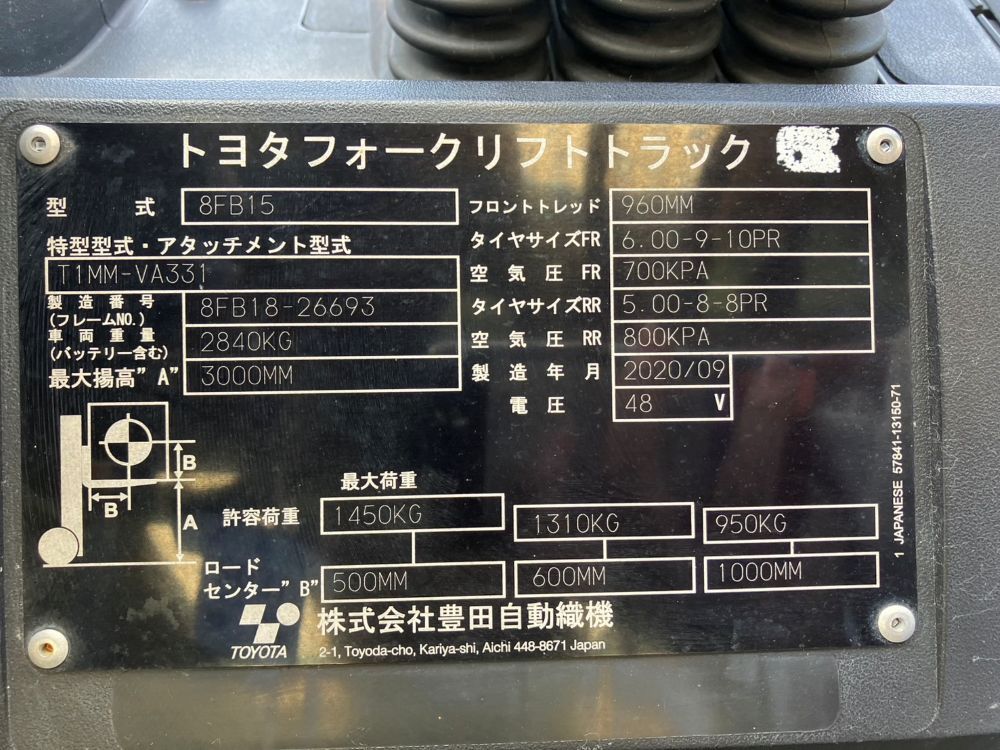 トヨタフォークリフトトラック
型式 8FB15
特型型式・アタッチメント型式
T1MM-VA331
製造番号
(フレームNO.) 8FB18-26693
車両重量
(バッテリー含む) 2840KG
最大揚高"A" 3000MM
フロントトレッド 960MM
タイヤサイズFR 6.00-9-10PR
空気圧 FR 700KPA
タイヤサイズRR 5.00-8-8PR
空気圧 RR 800KPA
製造年月 2020/09
電圧 48 V
B
B
A
最大荷重
許容荷重 1450KG 1310KG 950KG
ロード
センター"B" 500MM 600MM 1000MM
TOYOTA
株式会社豊田自動織機
2-1, Toyoda-cho, Kariya-shi, Aichi 448-8671 Japan
1 JAPANESE 57841-13150-71